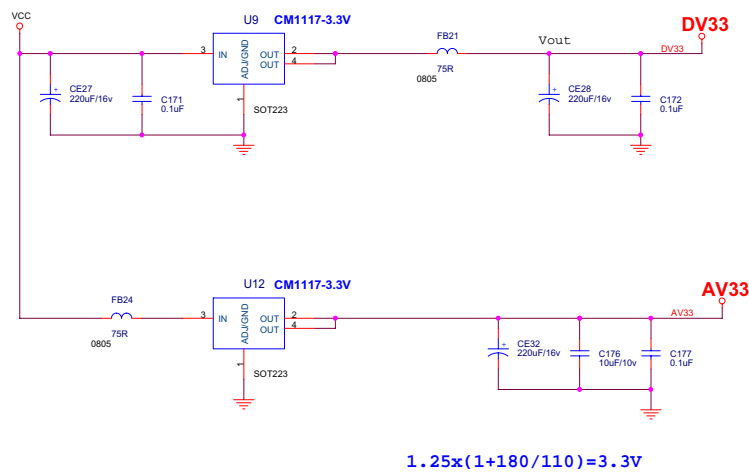 VCC
U9 CM1117-3.3V
DV33
3 IN OUT 2
OUT 4
ADJ/GND
1
SOT223
FB21
75R
0805
Vout
DV33
CE27
220uF/16v
C171
0.1uF
CE28
220uF/16v
C172
0.1uF
U12 CM1117-3.3V
AV33
FB24
75R
0805
3 IN OUT 2
OUT 4
ADJ/GND
1
SOT223
AV33
CE32
220uF/16v
C176
10uF/10v
C177
0.1uF
1.25x(1+180/110)=3.3V